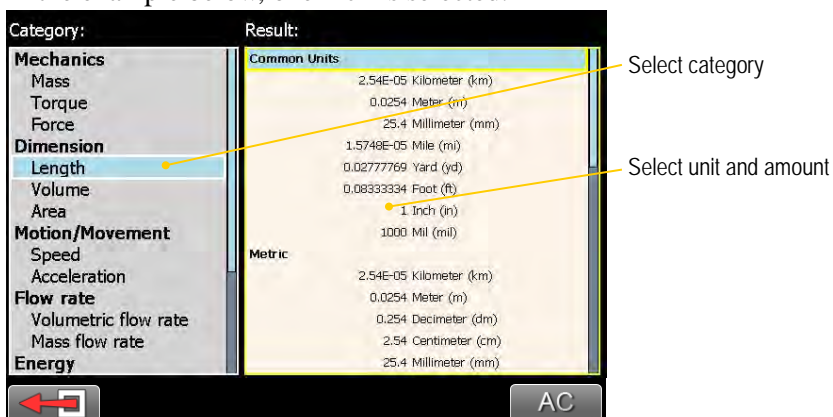 Category:
Mechanics
Mass
Torque
Force
Dimension
Length
Volume
Area
Motion/Movement
Speed
Acceleration
Flow rate
Volumetric flow rate
Mass flow rate
Energy
Result:
Common Units
2.54E-05 Kilometer (km)
0.0254 Meter (m)
25.4 Millimeter (mm)
1.5748E-05 Mile (mi)
0.02777769 Yard (yd)
0.08333334 Foot (ft)
1 Inch (in)
1000 Mil (mil)
Metric
2.54E-05 Kilometer (km)
0.0254 Meter (m)
0.254 Decimeter (dm)
2.54 Centimeter (cm)
25.4 Millimeter (mm)
AC
Select category
Select unit and amount